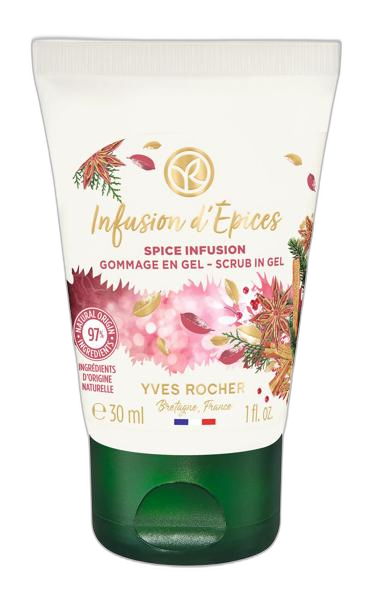 Infusion d'Épices
SPICE INFUSION
GOMMAGE EN GEL – SCRUB IN GEL
NATURAL ORIGIN
97%
INGREDIENTS
INGRÉDIENTS
D'ORIGINE
NATURELLE
YVES ROCHER
Bretagne, France
℮ 30 ml 1 fl. oz.